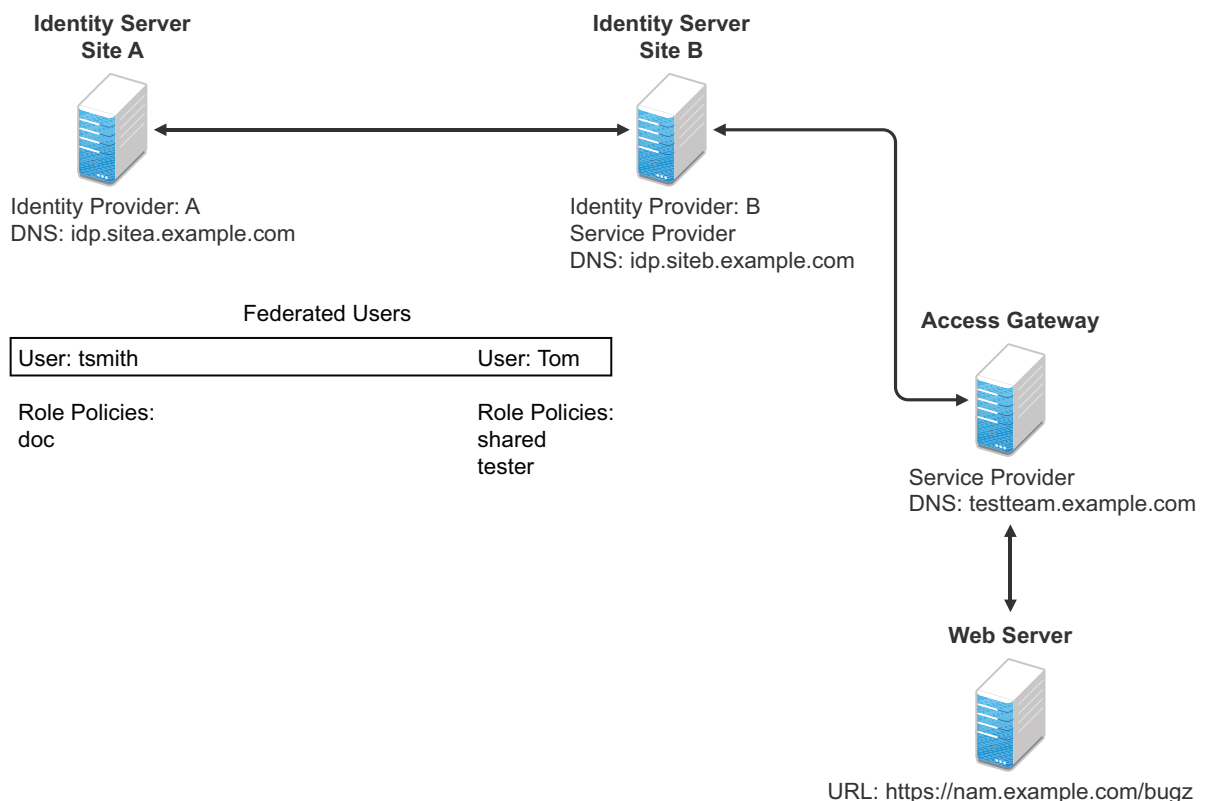 Identity Server
Site A
Identity Server
Site B
Identity Provider: A
DNS: idp.sitea.example.com
Identity Provider: B
Service Provider
DNS: idp.siteb.example.com
Federated Users
User: tsmith
User: Tom
Role Policies:
doc
Role Policies:
shared
tester
Access Gateway
Service Provider
DNS: testteam.example.com
Web Server
URL: https://nam.example.com/bugz